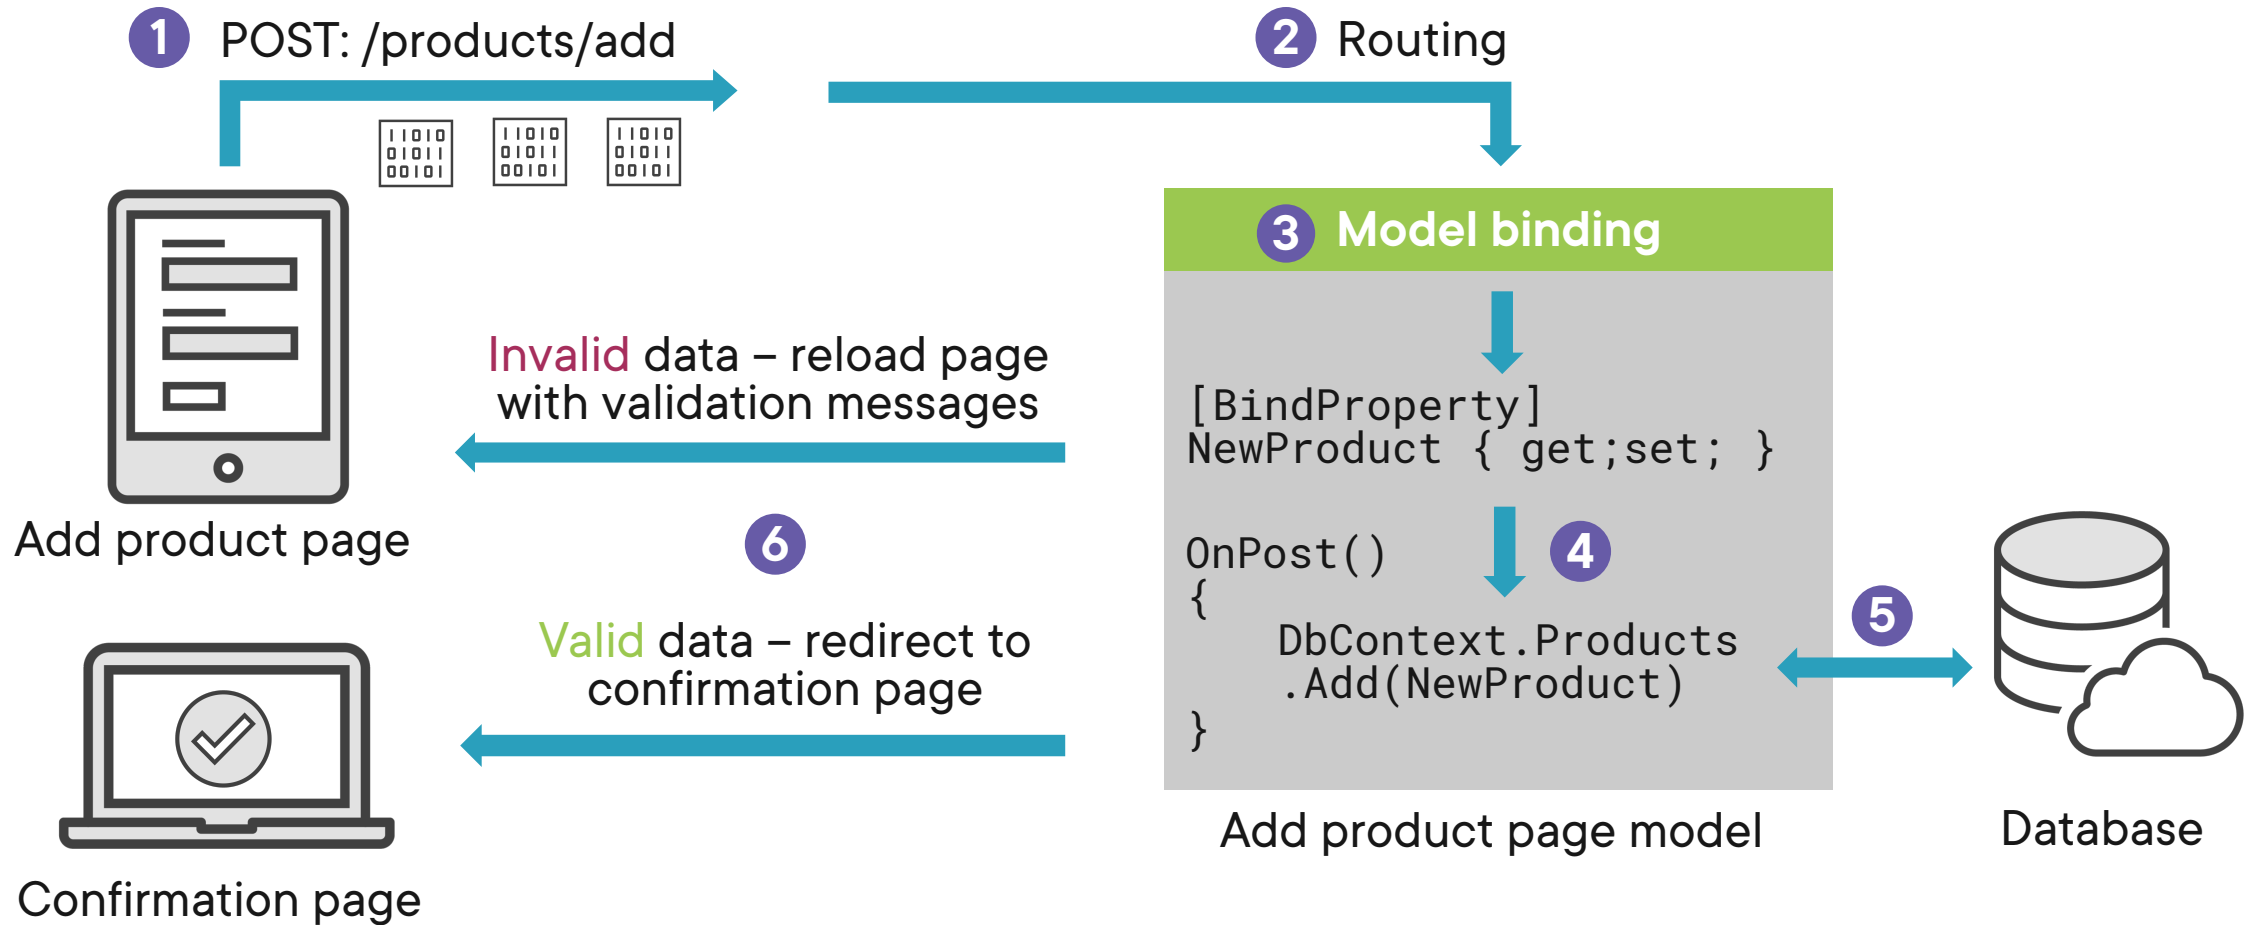 1 POST: /products/add
2 Routing
11010
01011
00101
11010
01011
00101
11010
01011
00101
3 Model binding
Invalid data – reload page
with validation messages
[BindProperty]
NewProduct { get;set; }
Add product page
6
4
OnPost()
{
DbContext.Products
.Add(NewProduct)
}
5
Valid data – redirect to
confirmation page
Add product page model
Database
Confirmation page